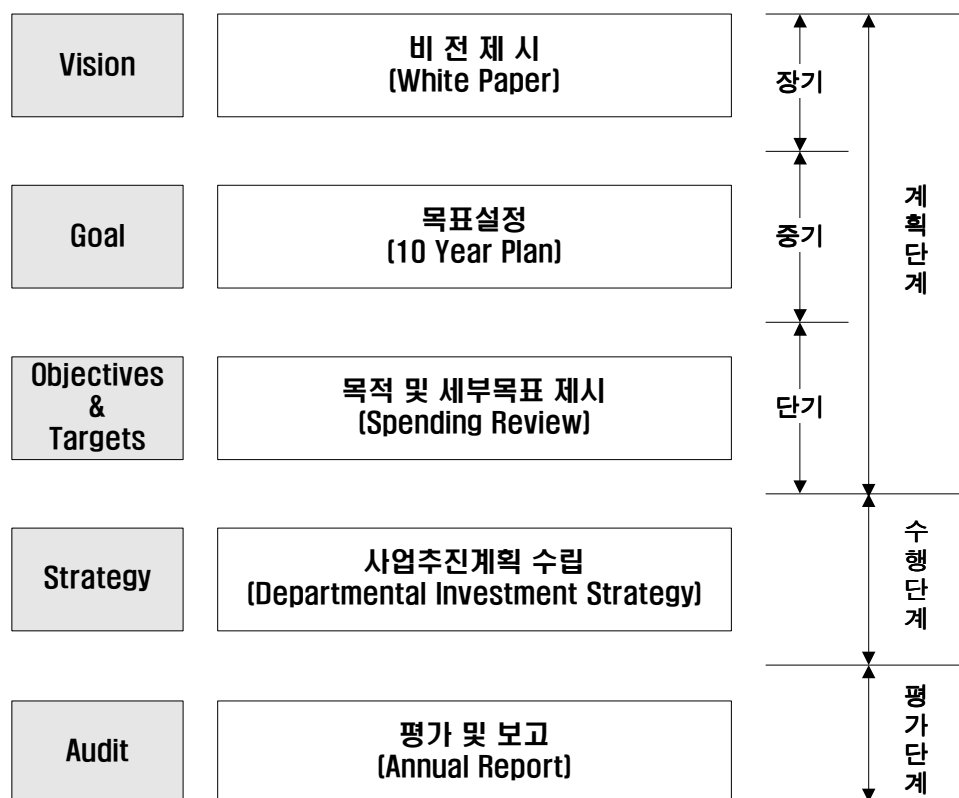 Vision
비 전 제 시
(White Paper)
장기
Goal
목표설정
(10 Year Plan)
중기
계획단계
Objectives
&
Targets
목적 및 세부목표 제시
(Spending Review)
단기
Strategy
사업추진계획 수립
(Departmental Investment Strategy)
수행단계
Audit
평가 및 보고
(Annual Report)
평가단계